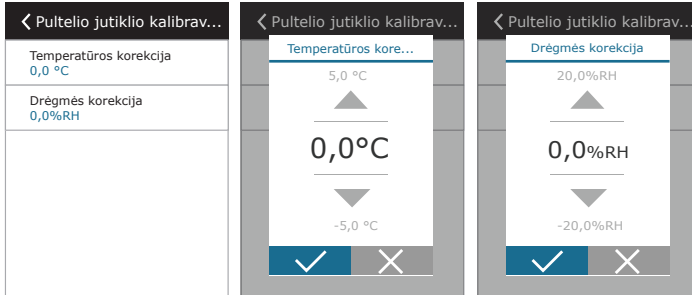 Pultelio jutiklio kalibrav...
Temperatūros korekcija
0,0 °C
Drėgmės korekcija
0,0%RH
Pultelio jutiklio kalibrav...
Temperatūros kore...
5,0 °C
0,0°C
-5,0 °C
Pultelio jutiklio kalibrav...
Drėgmės korekcija
20,0%RH
0,0%RH
-20,0%RH